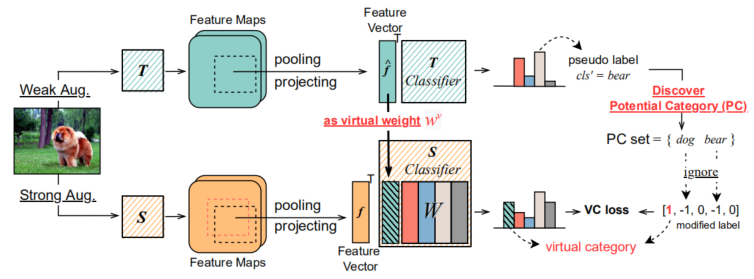 Feature Maps
Feature
Vector
T
Weak Aug.
T
pooling
projecting
f̂
T
Classifier
pseudo label
cls' = bear
Discover
Potential Category (PC)
as virtual weight w^v
PC set = { dog bear }
ignore
Strong Aug.
S
pooling
projecting
T
f
S
Classifier
W
VC loss
[1, -1, 0, -1, 0]
modified label
Feature Maps
Feature
Vector
virtual category